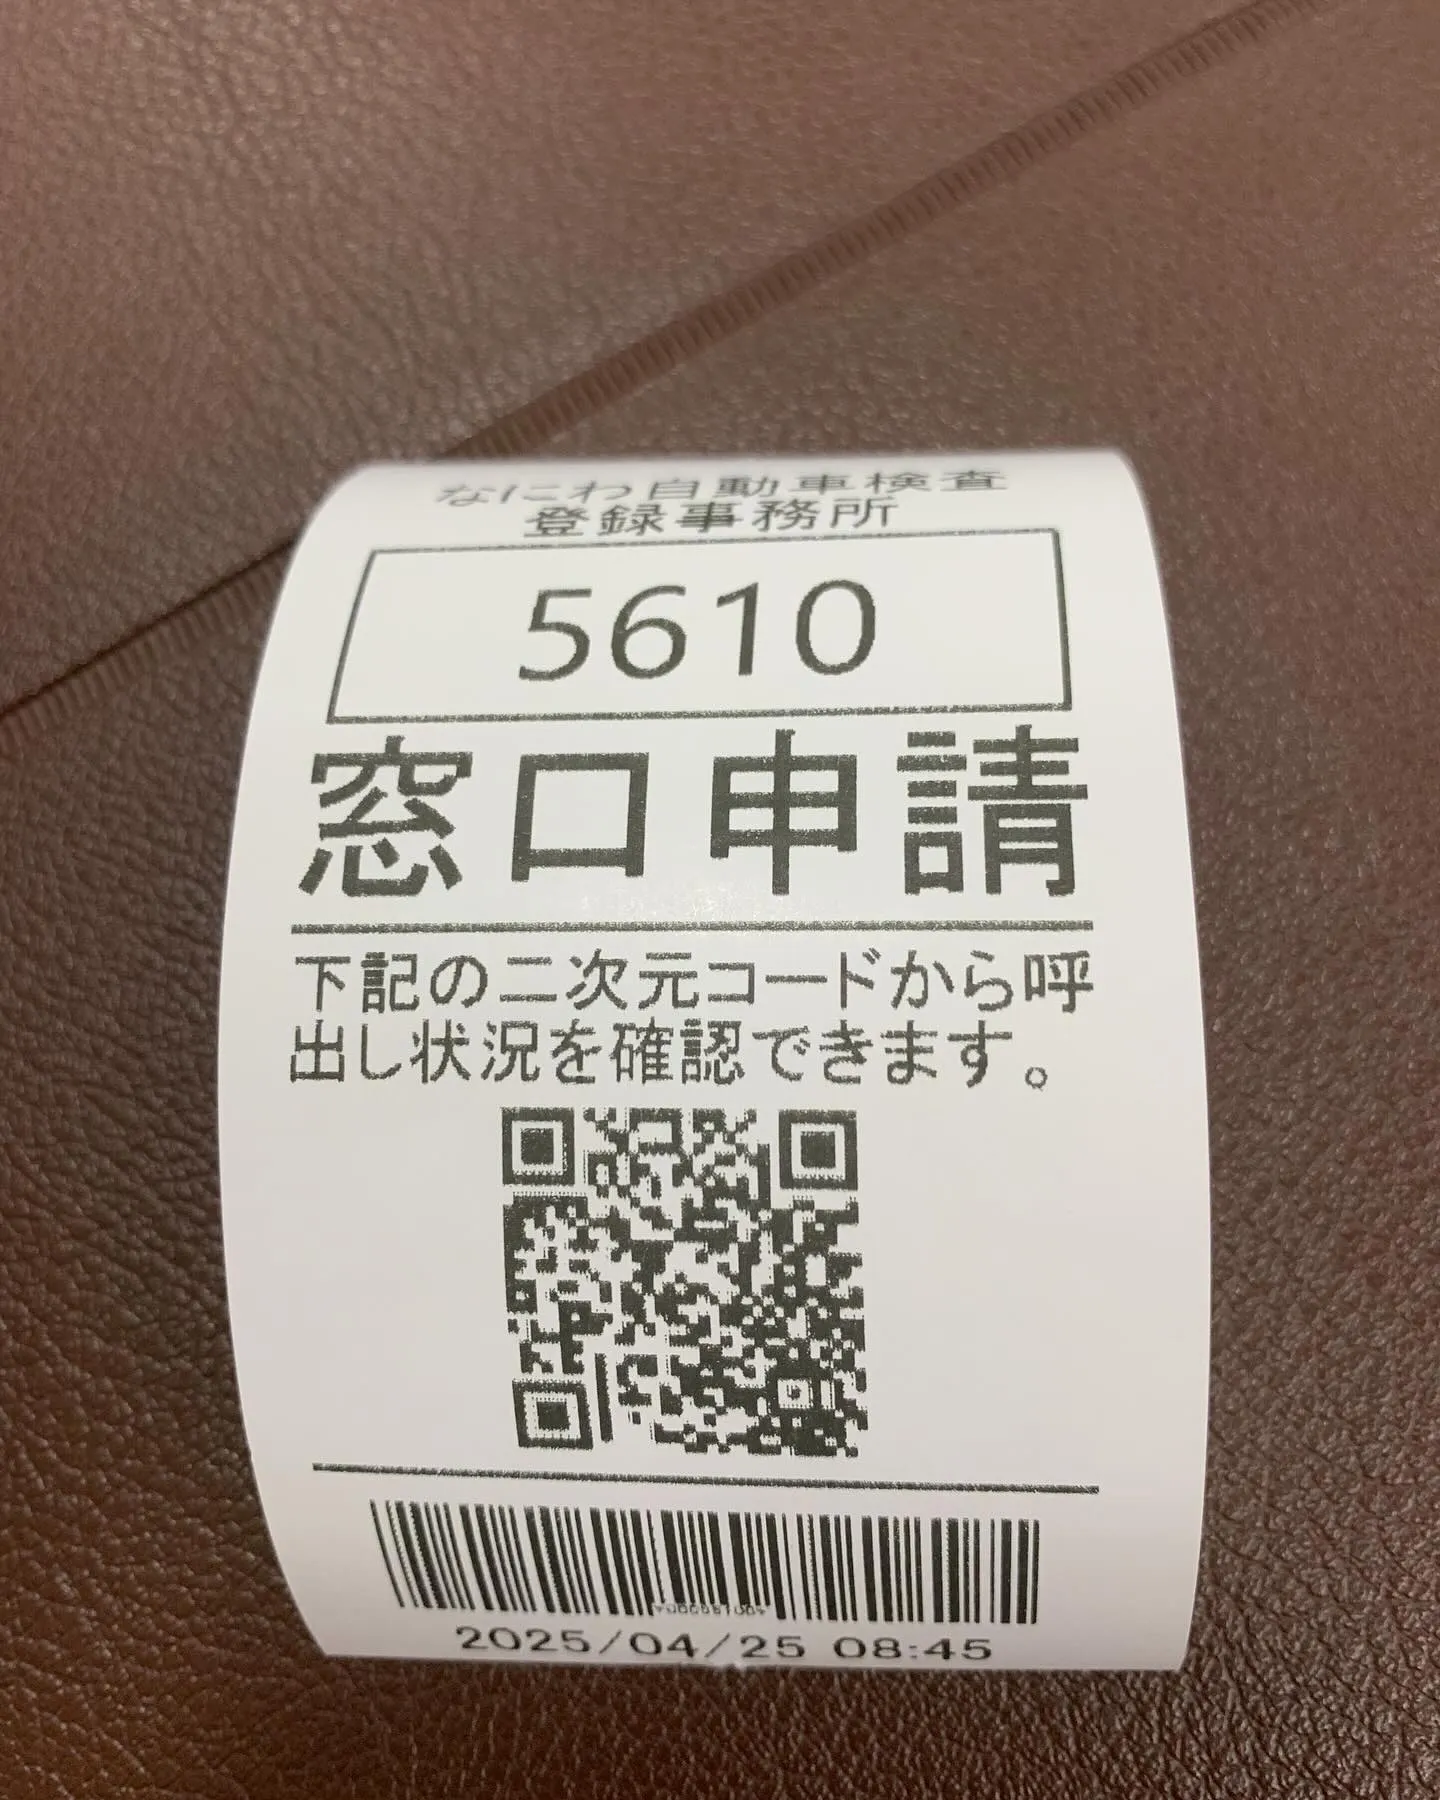 なにわ自動車検査
登録事務所
5610
窓口申請
下記の二次元コードから呼
出し状況を確認できます。
2025/04/25 08:45